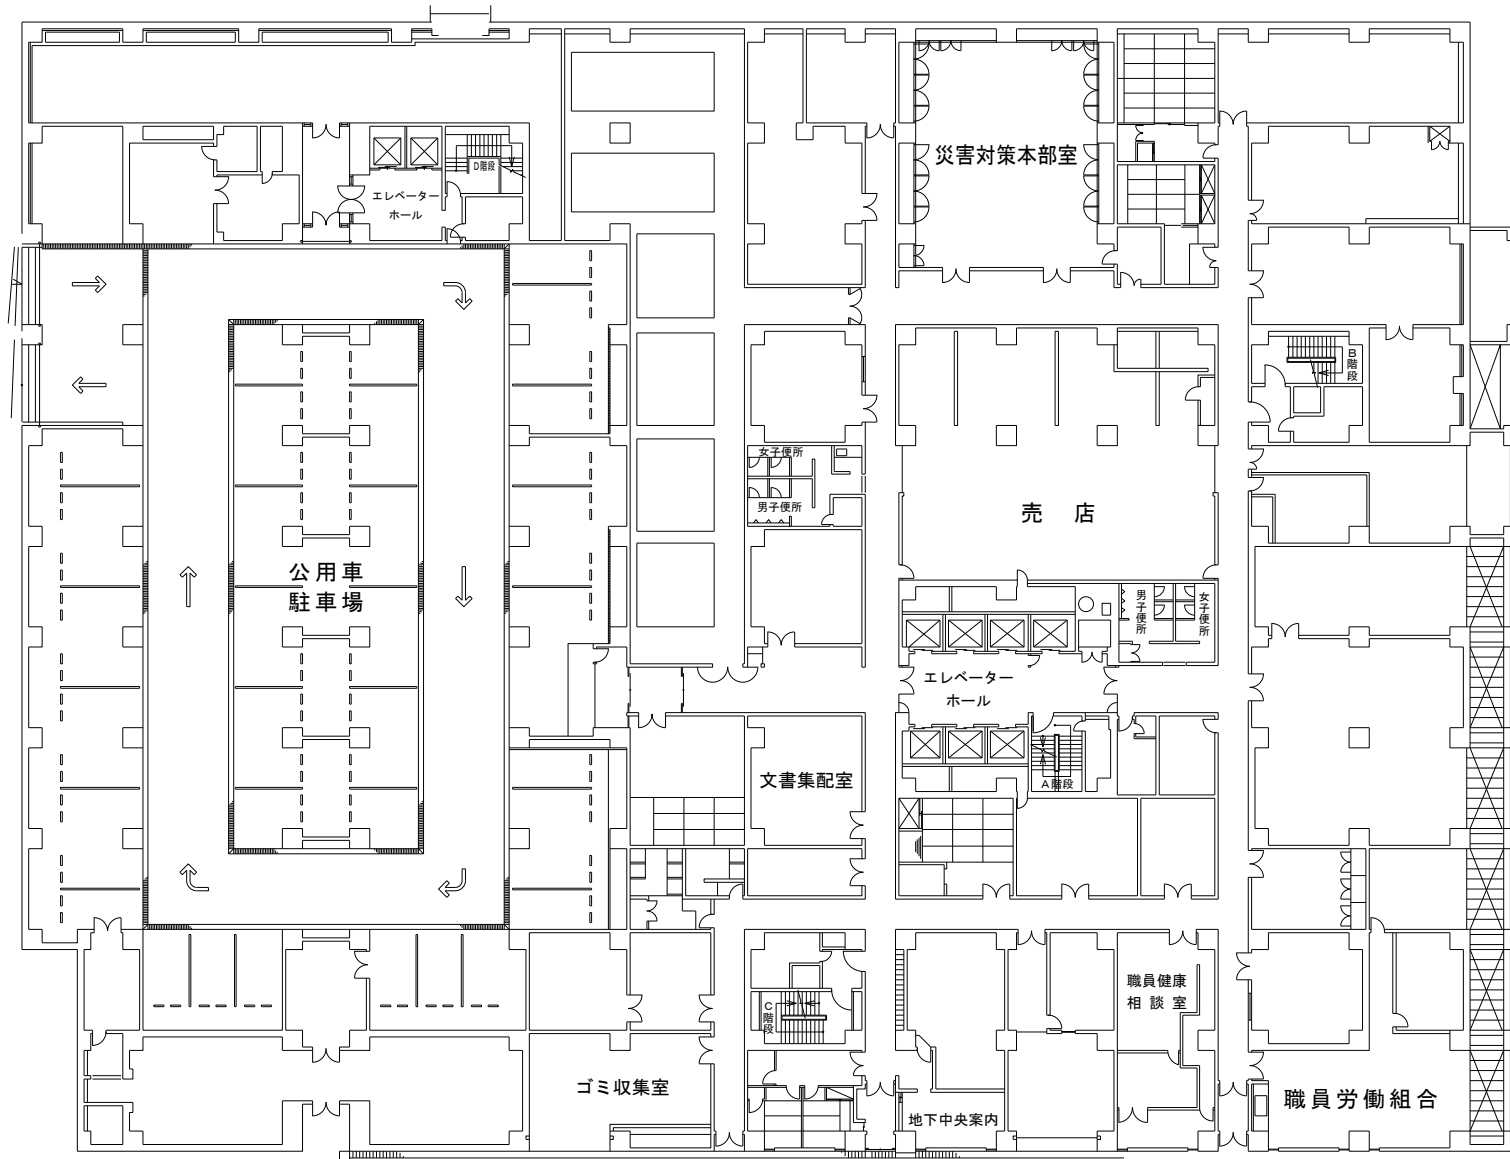 災害対策本部室
D階段
エレベーター
ホール
B階段
女子便所
男子便所
売 店
公用車
駐車場
男子便所
女子便所
エレベーター
ホール
文書集配室
A階段
職員健康
相談室
C階段
ゴミ収集室
職員労働組合
地下中央案内